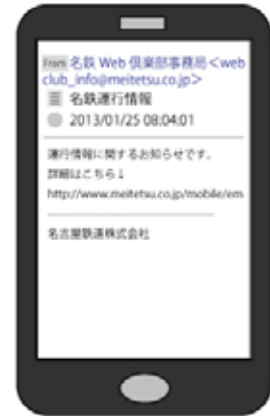 From 名鉄 Web 倶楽部事務局<web
club_info@meitetsu.co.jp>
名鉄運行情報
2013/01/25 08:04:01
運行情報に関するお知らせです。
詳細はこちら↓
http://www.meitetsu.co.jp/mobile/em
名古屋鉄道株式会社